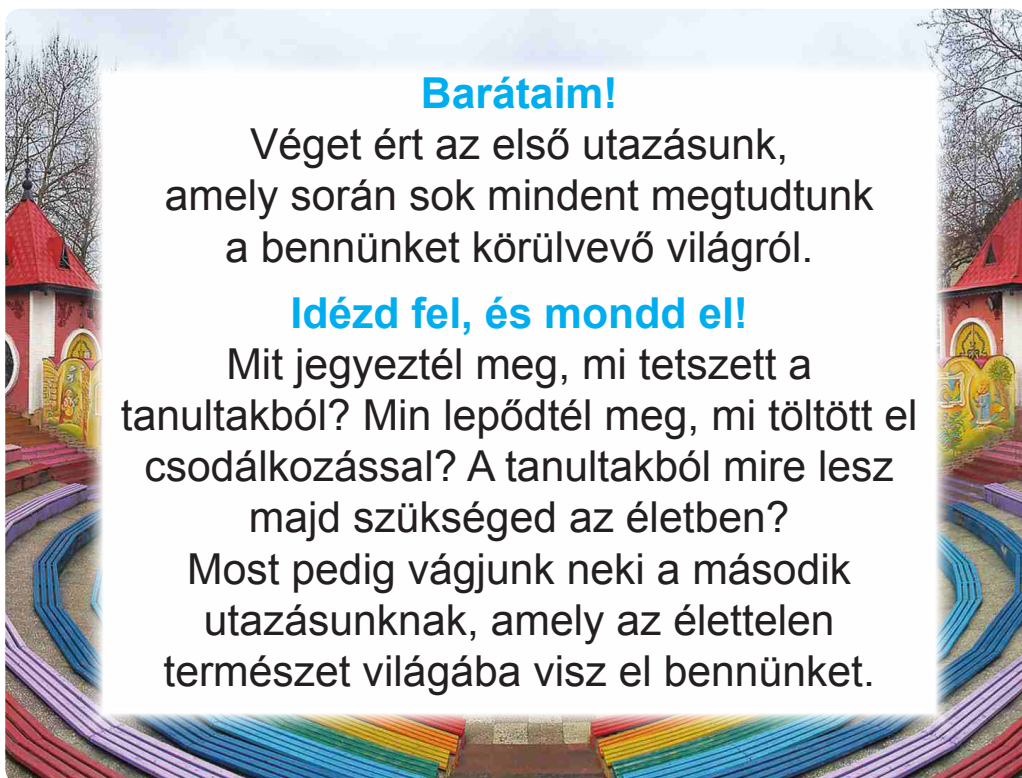 Barátaim!
Véget ért az első utazásunk,
amely során sok mindent megtudtunk
a bennünket körülvevő világról.
Idézd fel, és mondd el!
Mit jegyeztél meg, mi tetszett a
tanultakból? Min lepődtél meg, mi töltött el
csodálkozással? A tanultakból mire lesz
majd szükséged az életben?
Most pedig vágjunk neki a második
utazásunknak, amely az élettelen
természet világába visz el bennünket.